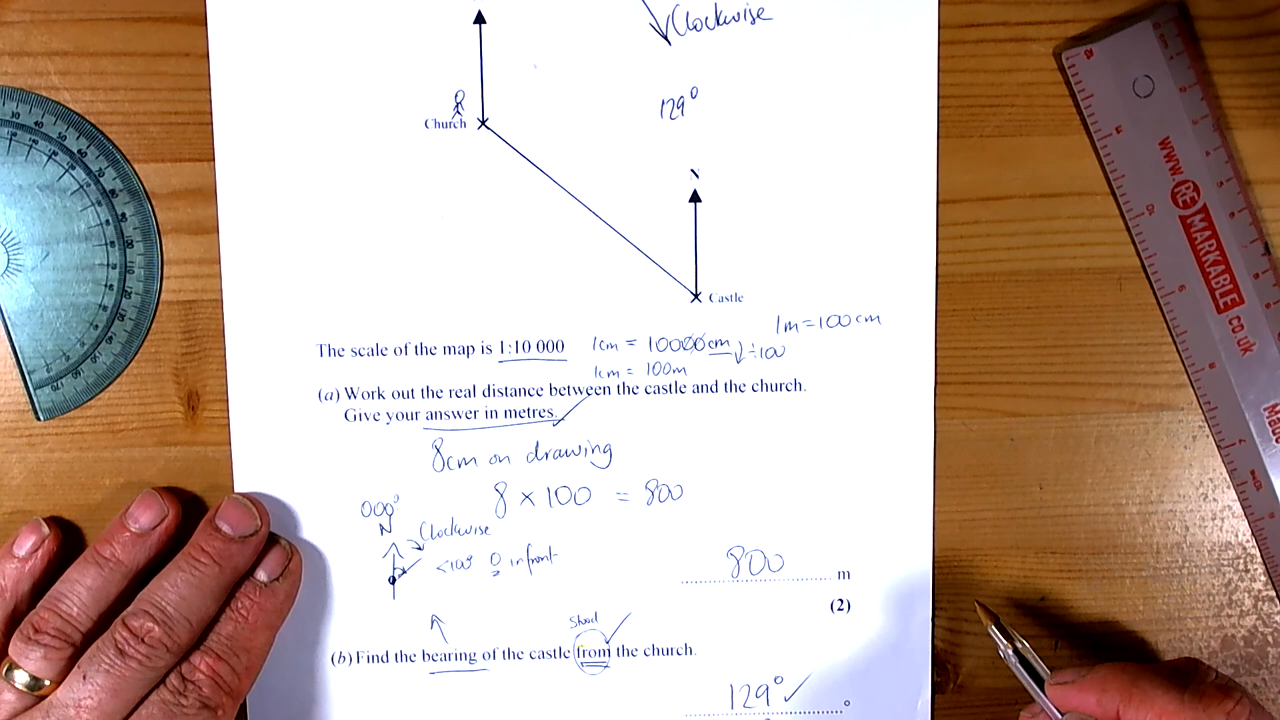 Clockwise
129°
Church
N
Castle
1m = 100cm
The scale of the map is 1:10 000
1cm = 10000cm ÷100
1cm = 100m
(a) Work out the real distance between the castle and the church.
Give your answer in metres.
8cm on drawing
8 × 100 = 800
000°
N
Clockwise
<100° 0 in front
800 m
(2)
Stood
(b) Find the bearing of the castle from the church.
129° °
www.
RE MARKABLE
.co.uk